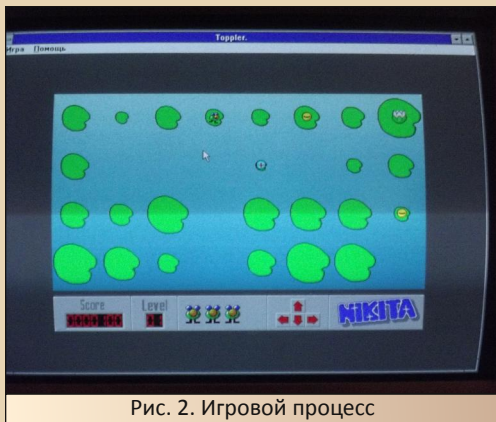 Toppler.
Игра Помощь
Score
Level
NIKITA
Рис. 2. Игровой процесс